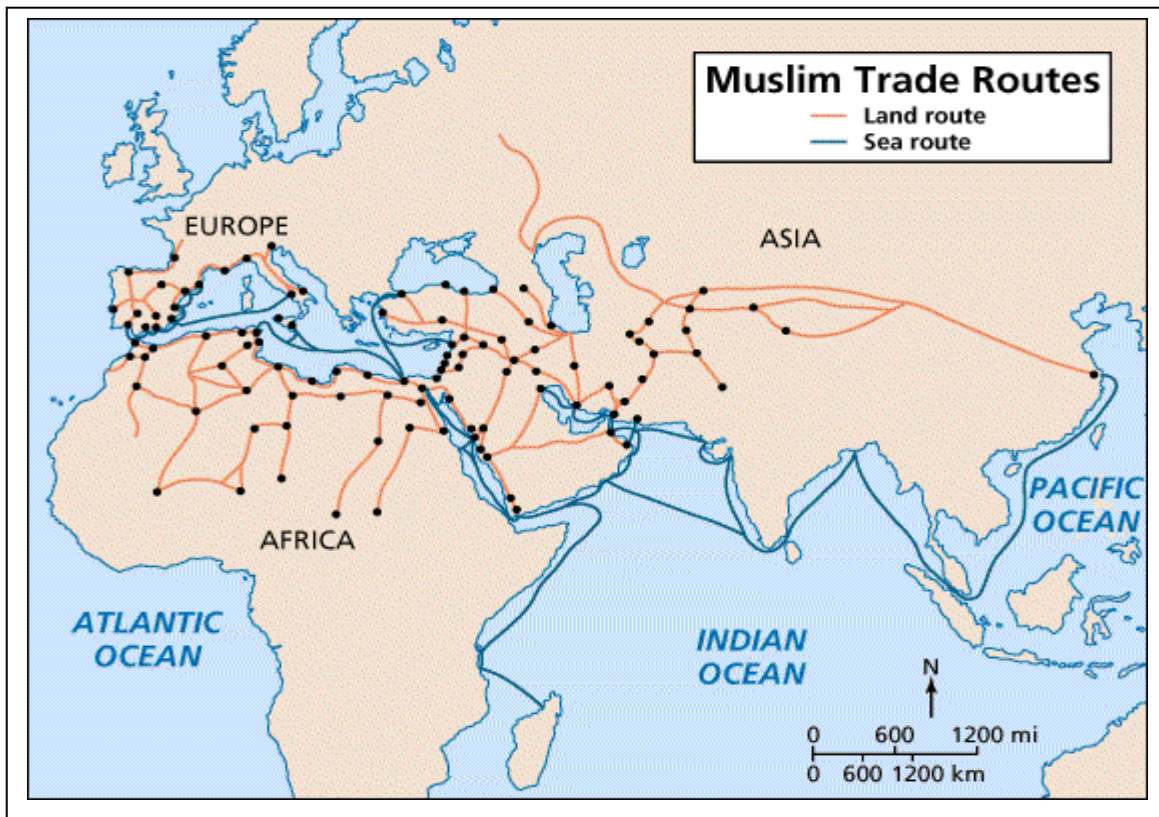 Muslim Trade Routes
Land route
Sea route
EUROPE
ASIA
AFRICA
PACIFIC
OCEAN
ATLANTIC
OCEAN
INDIAN
OCEAN
N
0 600 1200 mi
0 600 1200 km